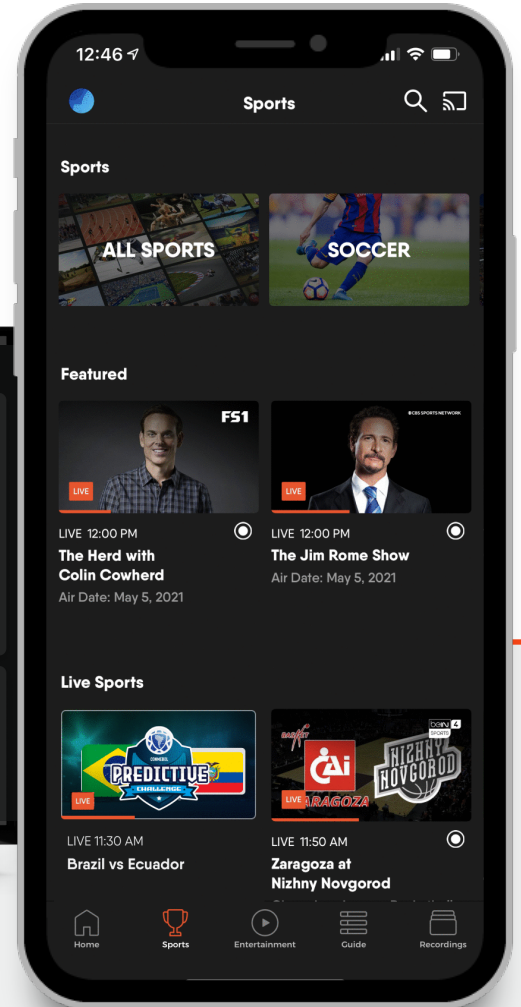 12:46
Sports
Sports
ALL SPORTS
SOCCER
Featured
FS1
LIVE
CBS SPORTS NETWORK
LIVE
LIVE 12:00 PM
The Herd with
Colin Cowherd
Air Date: May 5, 2021
LIVE 12:00 PM
The Jim Rome Show
Air Date: May 5, 2021
Live Sports
CONMEBOL
PREDICTIVE
CHALLENGE
LIVE
beIN 4
SPORTS
CAi
ARAGOZA
NIZHNY
NOVGOROD
LIVE
LIVE 11:30 AM
Brazil vs Ecuador
LIVE 11:50 AM
Zaragoza at
Nizhny Novgorod
Home
Sports
Entertainment
Guide
Recordings